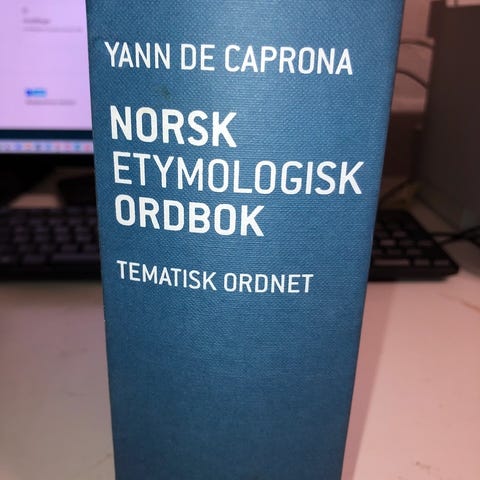 YANN DE CAPRONA
NORSK
ETYMOLOGISK
ORDBOK
TEMATISK ORDNET